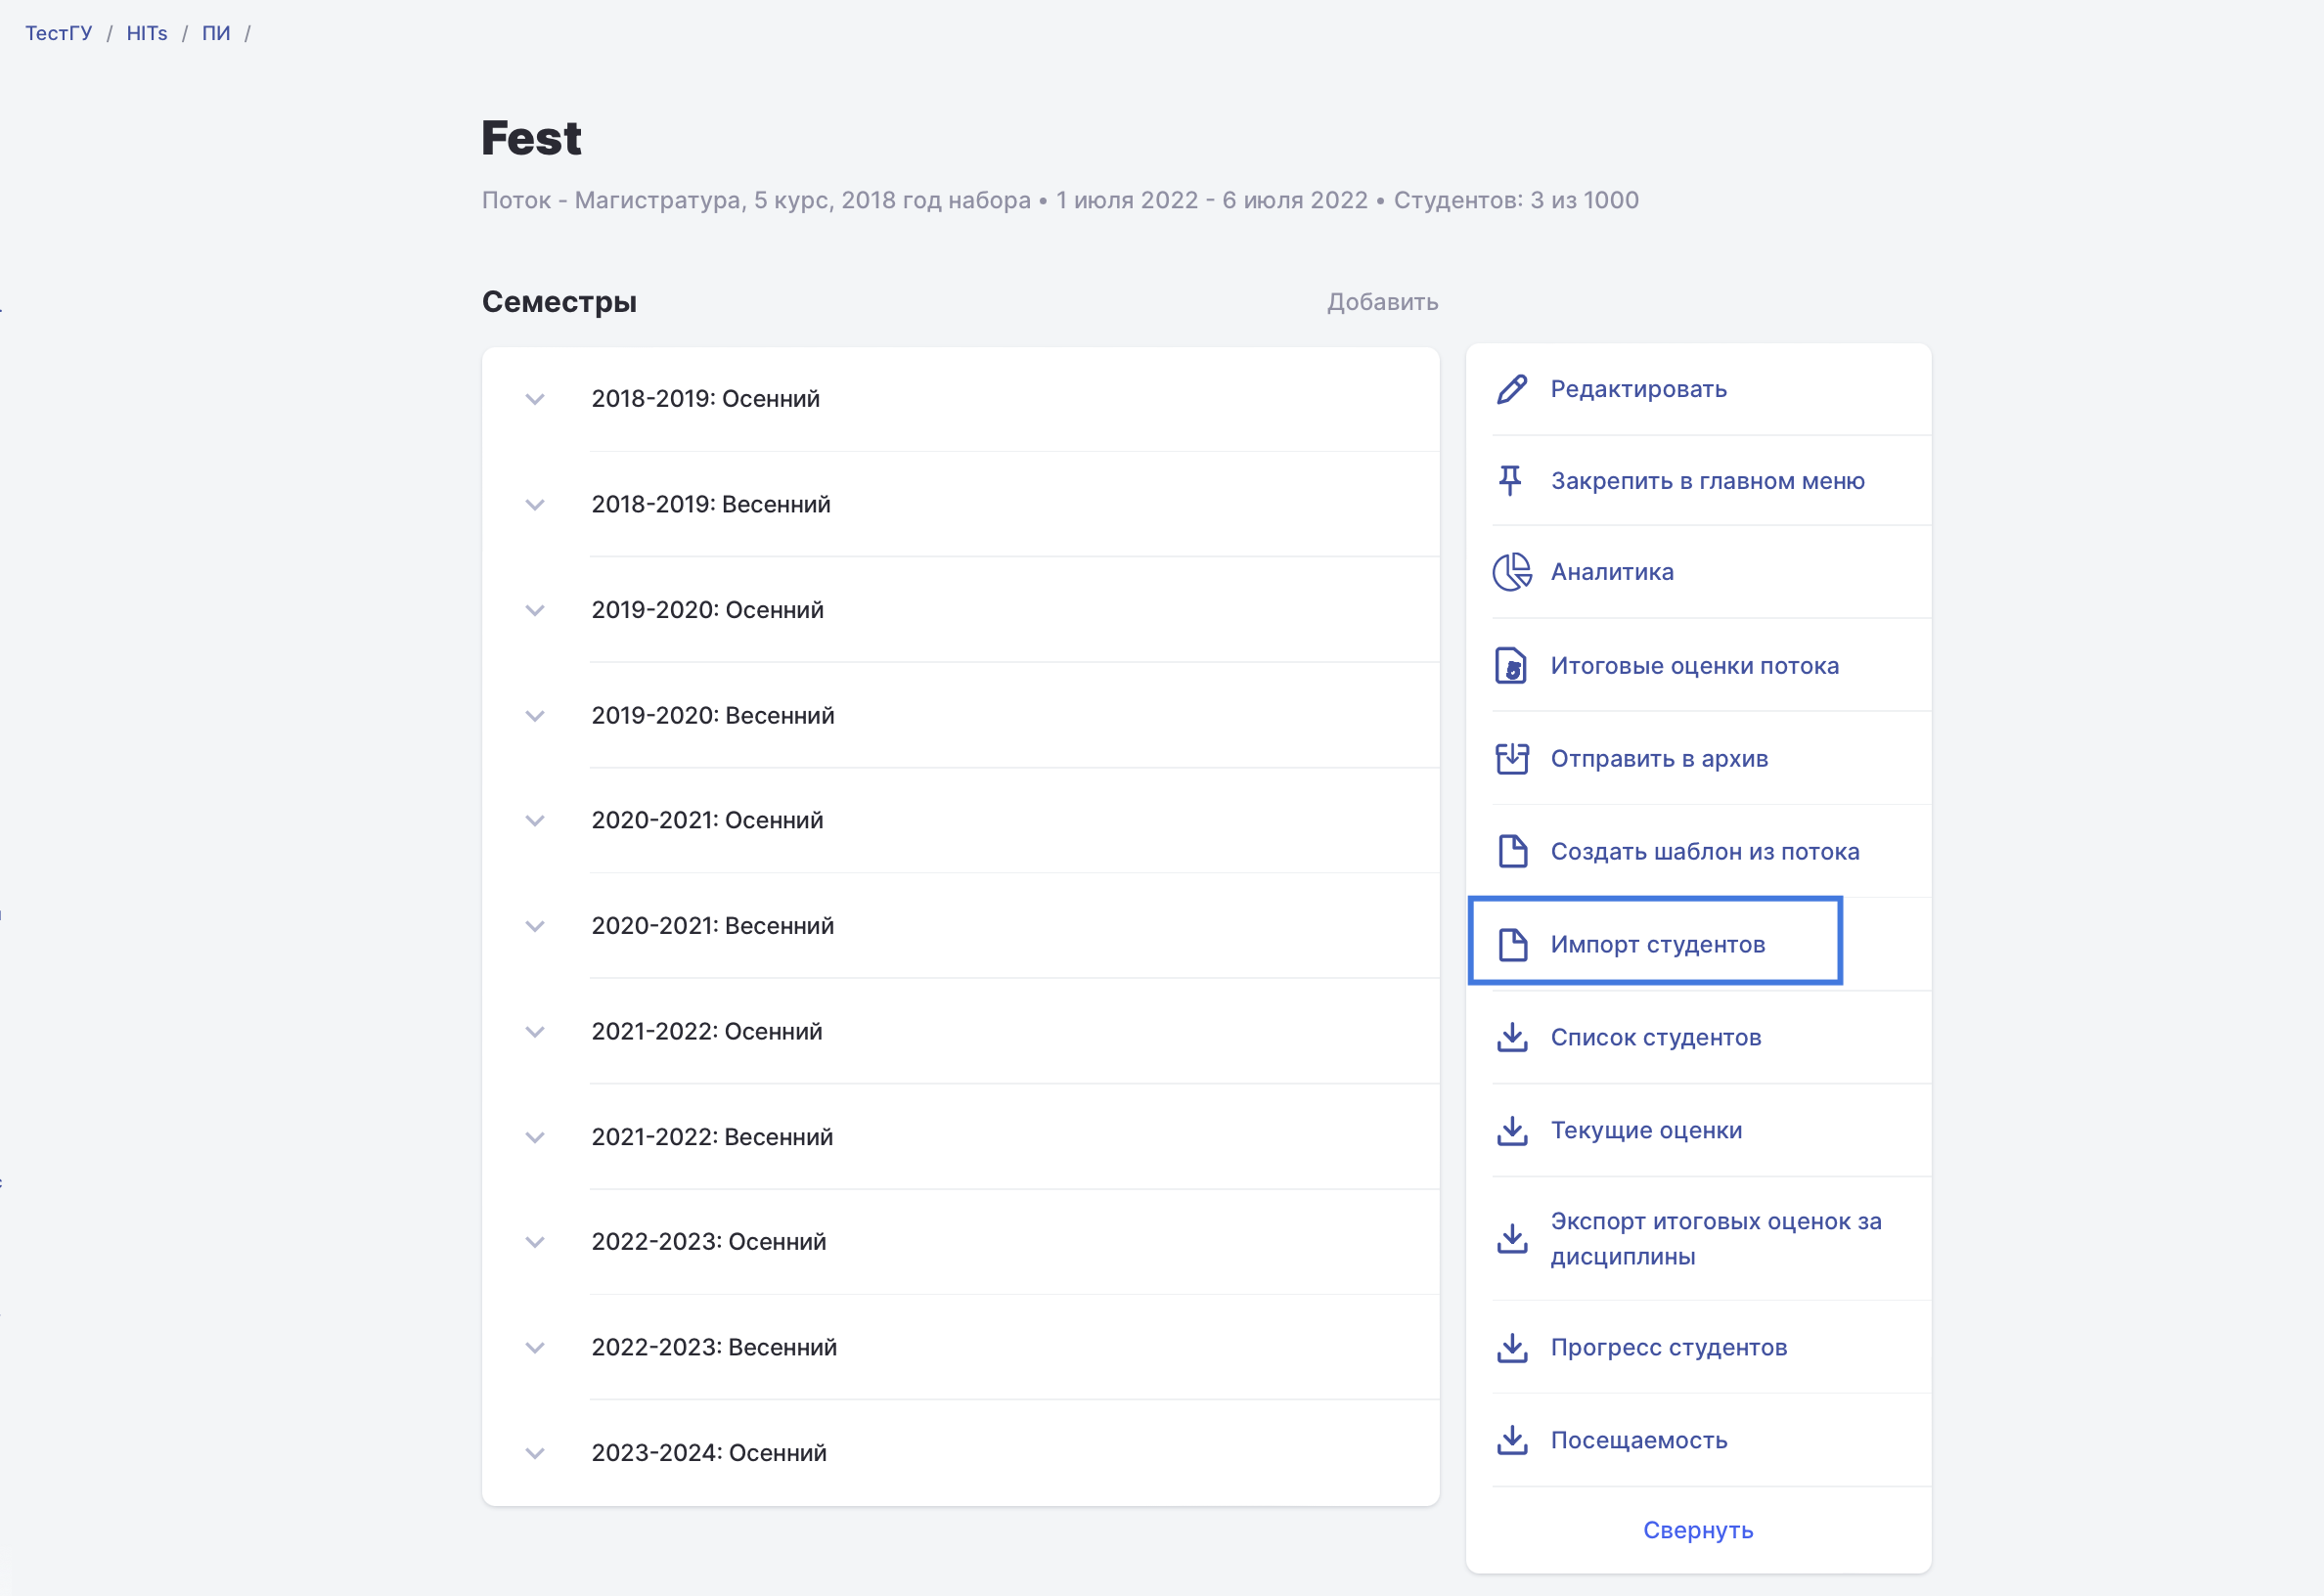 ТестГУ / HITs / ПИ /
Fest
Поток - Магистратура, 5 курс, 2018 год набора • 1 июля 2022 - 6 июля 2022 • Студентов: 3 из 1000
Семестры
Добавить
2018-2019: Осенний
2018-2019: Весенний
2019-2020: Осенний
2019-2020: Весенний
2020-2021: Осенний
2020-2021: Весенний
2021-2022: Осенний
2021-2022: Весенний
2022-2023: Осенний
2022-2023: Весенний
2023-2024: Осенний
Редактировать
Закрепить в главном меню
Аналитика
Итоговые оценки потока
Отправить в архив
Создать шаблон из потока
Импорт студентов
Список студентов
Текущие оценки
Экспорт итоговых оценок за
дисциплины
Прогресс студентов
Посещаемость
Свернуть